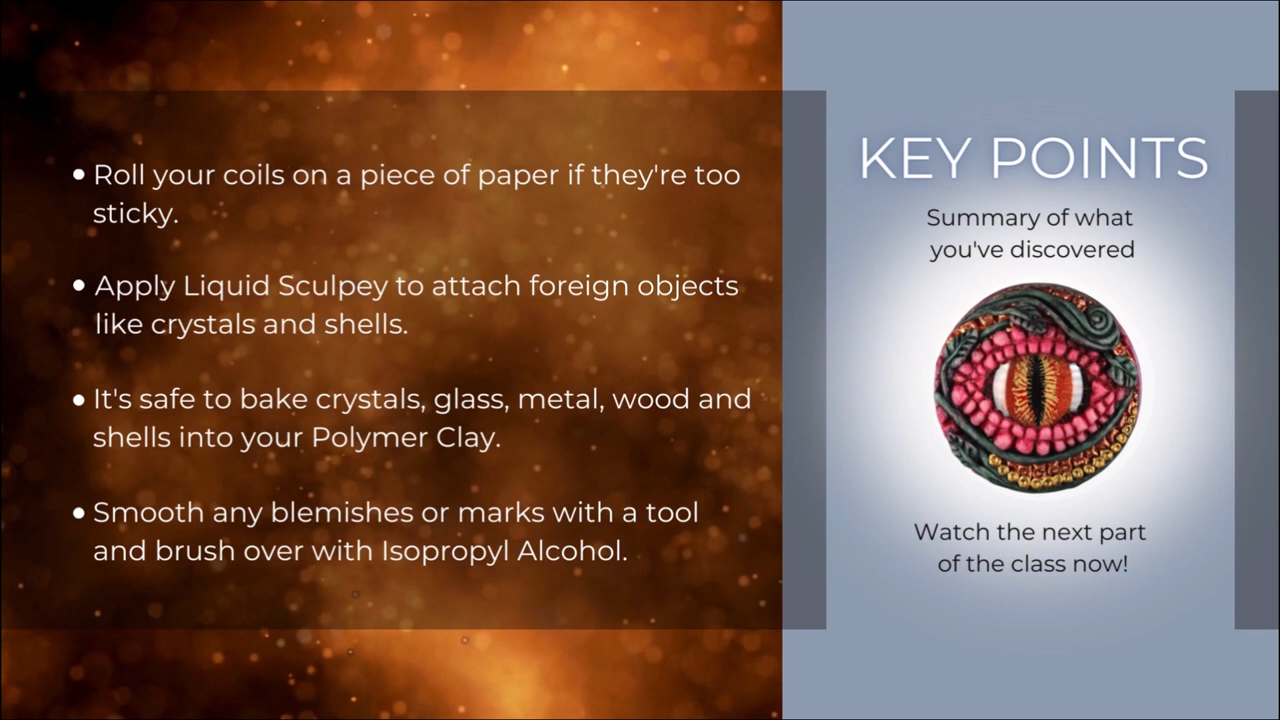 • Roll your coils on a piece of paper if they're too
sticky.
• Apply Liquid Sculpey to attach foreign objects
like crystals and shells.
• It's safe to bake crystals, glass, metal, wood and
shells into your Polymer Clay.
• Smooth any blemishes or marks with a tool
and brush over with Isopropyl Alcohol.
KEY POINTS
Summary of what
you've discovered
Watch the next part
of the class now!